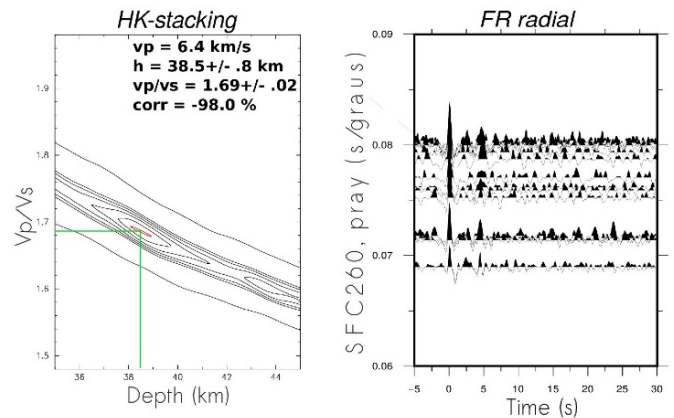 HK-stacking
vp = 6.4 km/s
h = 38.5+/- .8 km
vp/vs = 1.69+/- .02
corr = -98.0 %
1.9
1.8
1.7
1.6
1.5
Vp/Vs
36
38
40
42
44
Depth (km)
FR radial
0.09
0.08
0.07
0.06
SFC260, pray (s/graus)
-5
0
5
10
15
20
25
30
Time (s)